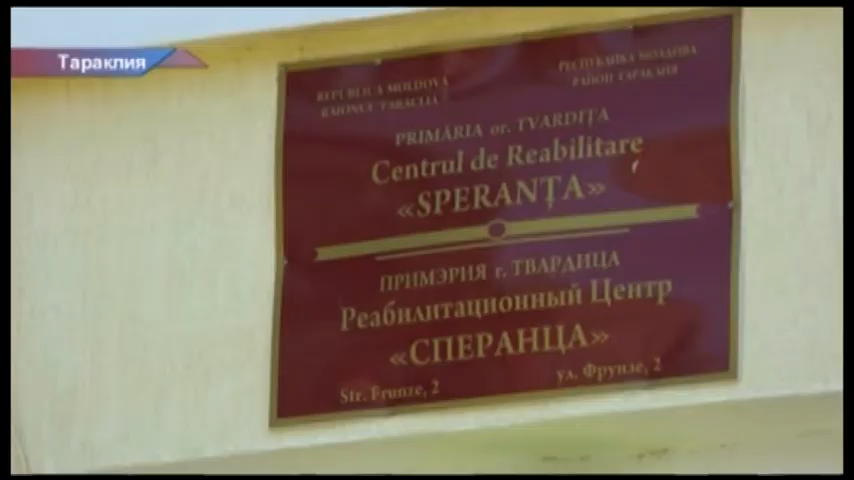 Тараклия
REPUBLICA MOLDOVA
RAIONUL TARACLIA
РЕСПУБЛИКА МОЛДОВА
РАЙОН ТАРАКЛИЯ
PRIMĂRIA or. TVARDIȚA
Centrul de Reabilitare
«SPERANȚA»
ПРИМЭРИЯ г. ТВАРДИЦА
Реабилитационный Центр
«СПЕРАНЦА»
Str. Frunze, 2
ул. Фрунзе, 2